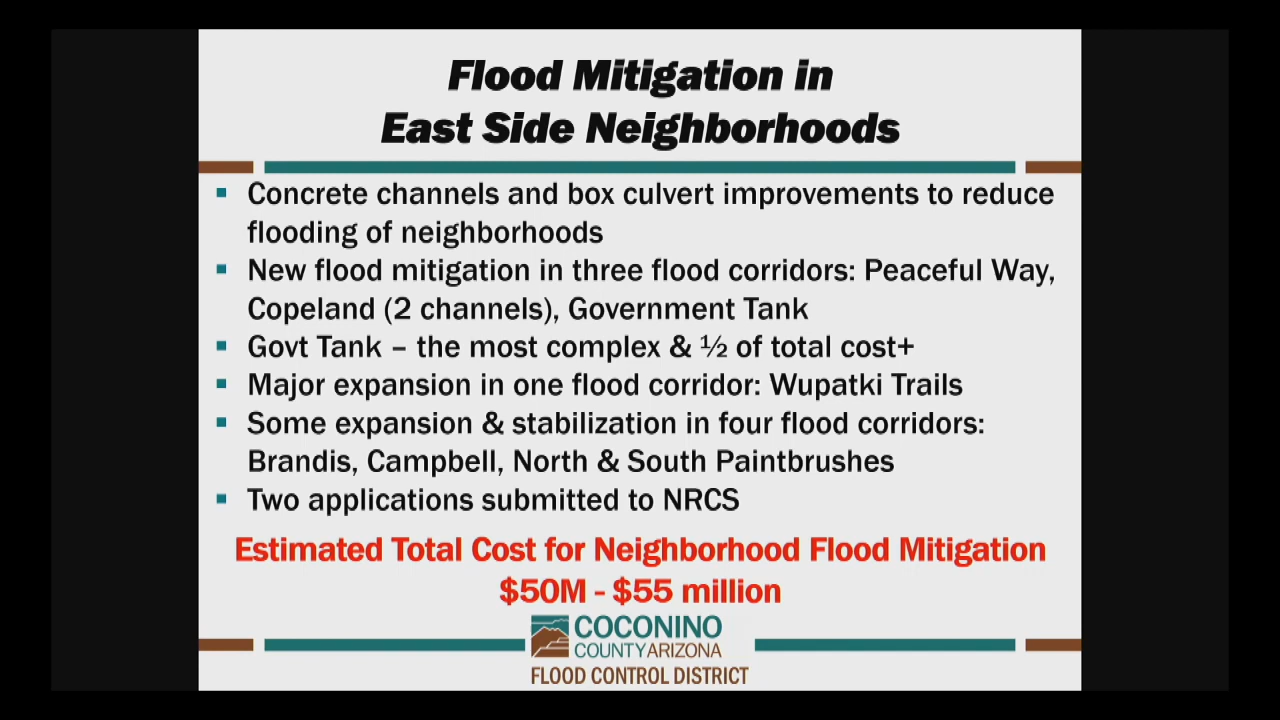 Flood Mitigation in
East Side Neighborhoods
▪ Concrete channels and box culvert improvements to reduce
flooding of neighborhoods
▪ New flood mitigation in three flood corridors: Peaceful Way,
Copeland (2 channels), Government Tank
▪ Govt Tank – the most complex & ½ of total cost+
▪ Major expansion in one flood corridor: Wupatki Trails
▪ Some expansion & stabilization in four flood corridors:
Brandis, Campbell, North & South Paintbrushes
▪ Two applications submitted to NRCS
Estimated Total Cost for Neighborhood Flood Mitigation
$50M - $55 million
COCONINO
COUNTY ARIZONA
FLOOD CONTROL DISTRICT